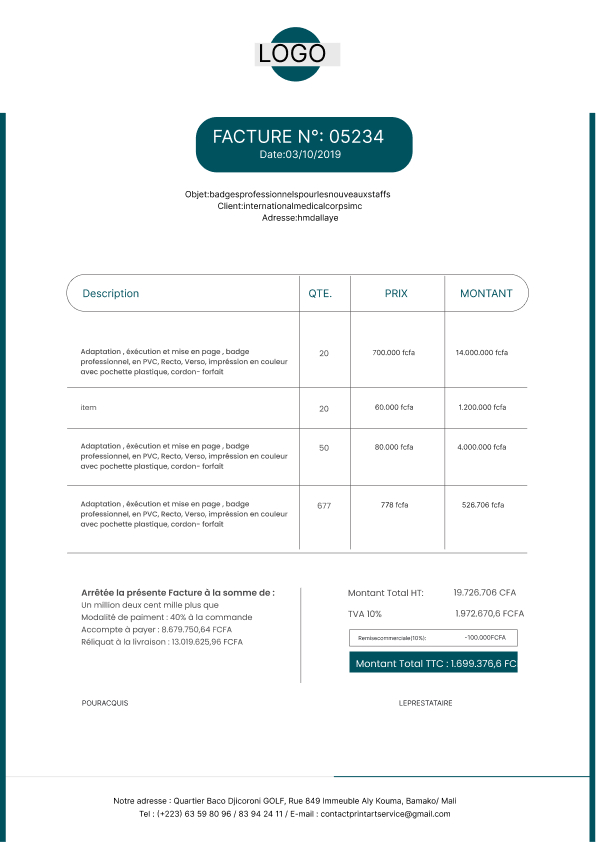 LOGO
FACTURE N°: 05234
Date:03/10/2019
Objet:badgesprofessionnelspourlesnouveauxstaffs
Client:internationalmedicalcorpsimc
Adresse:hmdallaye
Description QTE. PRIX MONTANT
Adaptation , éxécution et mise en page , badge
professionnel, en PVC, Recto, Verso, impréssion en couleur
avec pochette plastique, cordon- forfait
20 700.000 fcfa 14.000.000 fcfa
item 20 60.000 fcfa 1.200.000 fcfa
Adaptation , éxécution et mise en page , badge
professionnel, en PVC, Recto, Verso, impréssion en couleur
avec pochette plastique, cordon- forfait
50 80.000 fcfa 4.000.000 fcfa
Adaptation , éxécution et mise en page , badge
professionnel, en PVC, Recto, Verso, impréssion en couleur
avec pochette plastique, cordon- forfait
677 778 fcfa 526.706 fcfa
Arrêtée la présente Facture à la somme de :
Un million deux cent mille plus que
Modalité de paiment : 40% à la commande
Accompte à payer : 8.679.750,64 FCFA
Réliquat à la livraison : 13.019.625,96 FCFA
Montant Total HT: 19.726.706 CFA
TVA 10% 1.972.670,6 FCFA
Remisecommerciale(10%): -100.000FCFA
Montant Total TTC : 1.699.376,6 FC
POURACQUIS
LEPRESTATAIRE
Notre adresse : Quartier Baco Djicoroni GOLF, Rue 849 Immeuble Aly Kouma, Bamako/ Mali
Tel : (+223) 63 59 80 96 / 83 94 24 11 / E-mail : contactprintartservice@gmail.com